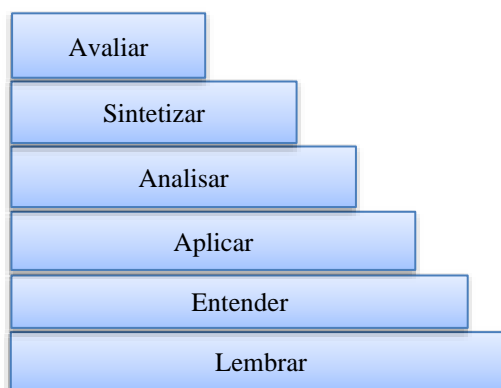 Avaliar
Sintetizar
Analisar
Aplicar
Entender
Lembrar